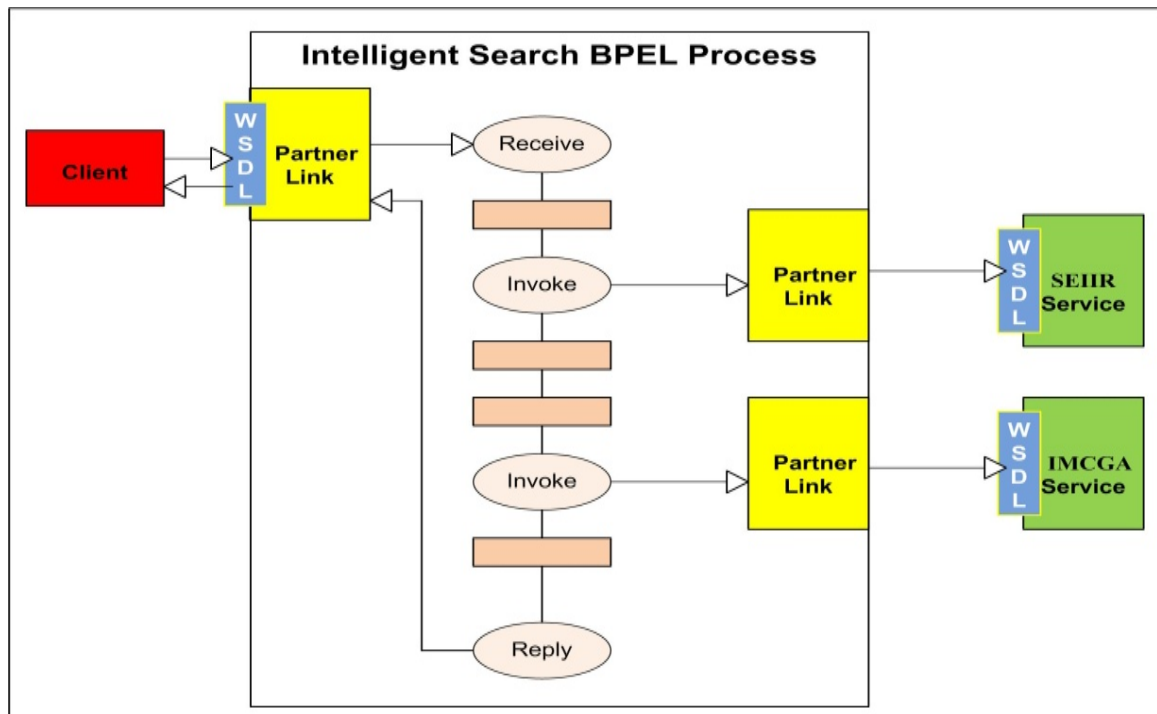 Intelligent Search BPEL Process
Client
W
S
D
L
Partner
Link
Receive
Invoke
Partner
Link
W
S
D
L
SEIIR
Service
Invoke
Partner
Link
W
S
D
L
IMCGA
Service
Reply